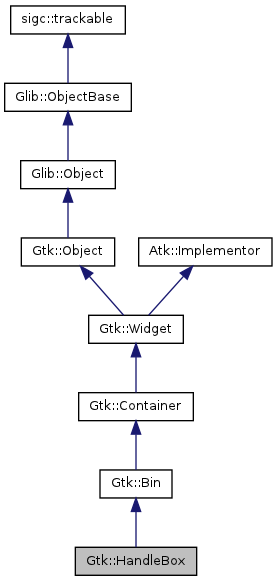 sigc::trackable
Glib::ObjectBase
Glib::Object
Gtk::Object
Atk::Implementor
Gtk::Widget
Gtk::Container
Gtk::Bin
Gtk::HandleBox